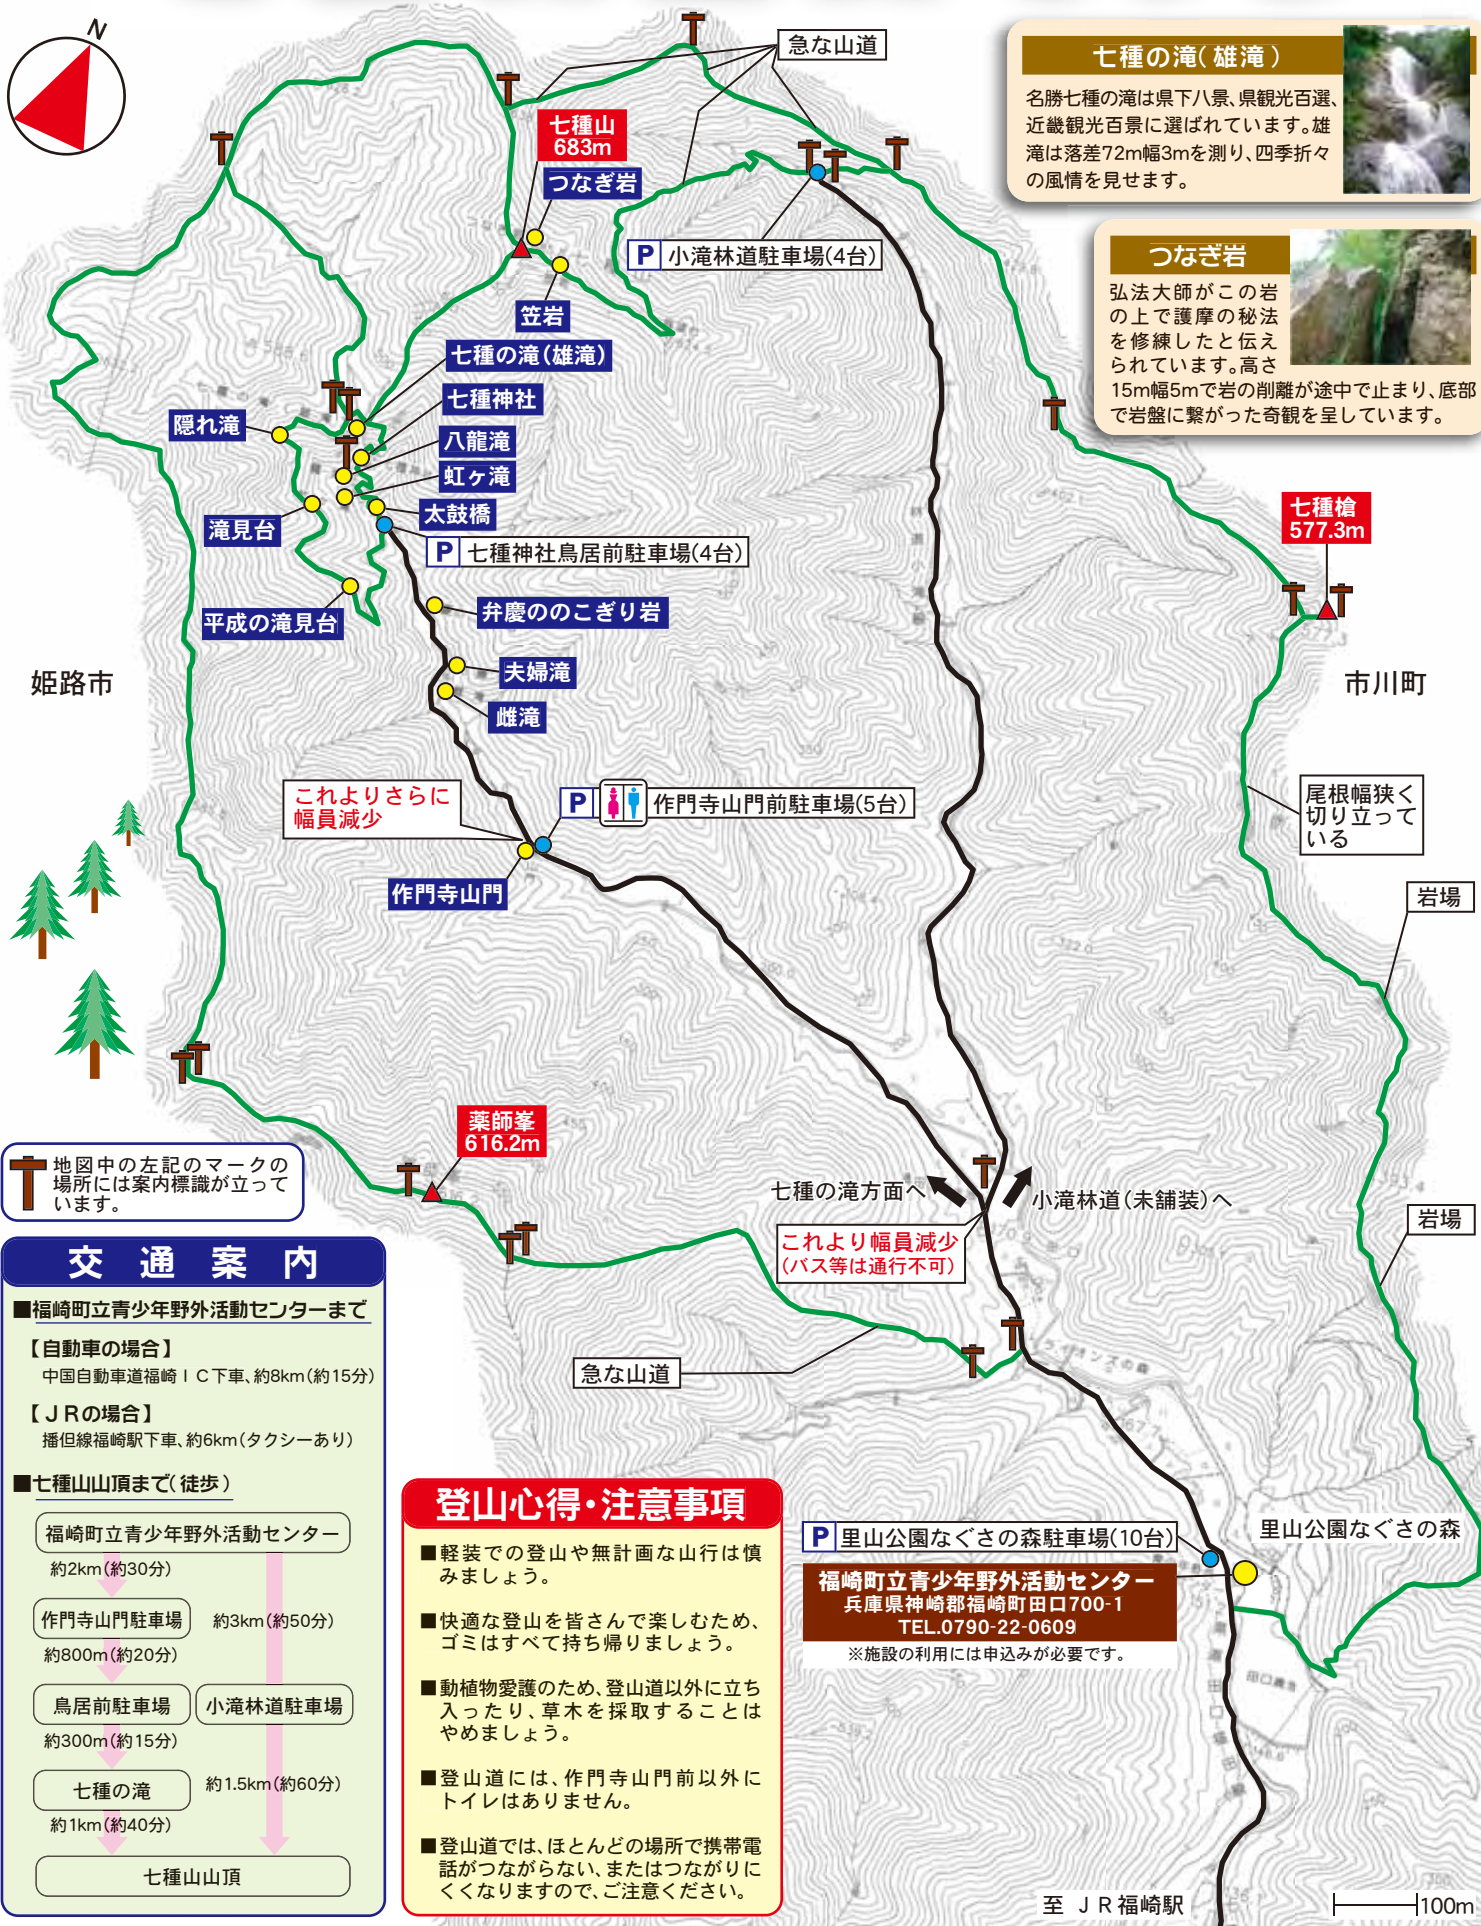 N
急な山道
七種の滝(雄滝)
名勝七種の滝は県下八景、県観光百選、
近畿観光百景に選ばれています。雄
滝は落差72m幅3mを測り、四季折々
の風情を見せます。
つなぎ岩
弘法大師がこの岩
の上で護摩の秘法
を修練したと伝え
られています。高さ
15m幅5mで岩の削離が途中で止まり、底部
で岩盤に繋がった奇観を呈しています。
七種山
683m
つなぎ岩
P 小滝林道駐車場(4台)
笠岩
七種の滝(雄滝)
七種神社
隠れ滝
八龍滝
虹ヶ滝
太鼓橋
滝見台
P 七種神社鳥居前駐車場(4台)
七種槍
577.3m
弁慶ののこぎり岩
平成の滝見台
夫婦滝
姫路市
市川町
雌滝
これよりさらに
幅員減少
P 作門寺山門前駐車場(5台)
尾根幅狭く
切り立って
いる
作門寺山門
岩場
薬師峯
616.2m
地図中の左記のマークの
場所には案内標識が立って
います。
七種の滝方面へ
小滝林道(未舗装)へ
岩場
これより幅員減少
(バス等は通行不可)
急な山道
交通案内
■福崎町立青少年野外活動センターまで
【自動車の場合】
中国自動車道福崎IC下車、約8km(約15分)
【JRの場合】
播但線福崎駅下車、約6km(タクシーあり)
■七種山山頂まで(徒歩)
福崎町立青少年野外活動センター
約2km(約30分)
作門寺山門駐車場
約3km(約50分)
約800m(約20分)
鳥居前駐車場
小滝林道駐車場
約300m(約15分)
七種の滝
約1.5km(約60分)
約1km(約40分)
七種山山頂
登山心得・注意事項
■軽装での登山や無計画な山行は慎
みましょう。
■快適な登山を皆さんで楽しむため、
ゴミはすべて持ち帰りましょう。
■動植物愛護のため、登山道以外に立ち
入ったり、草木を採取することは
やめましょう。
■登山道には、作門寺山門前以外に
トイレはありません。
■登山道では、ほとんどの場所で携帯電
話がつながらない、またはつながりに
くくなりますので、ご注意ください。
P 里山公園なぐさの森駐車場(10台)
里山公園なぐさの森
福崎町立青少年野外活動センター
兵庫県神崎郡福崎町田口700-1
TEL.0790-22-0609
※施設の利用には申込みが必要です。
至 JR福崎駅
100m